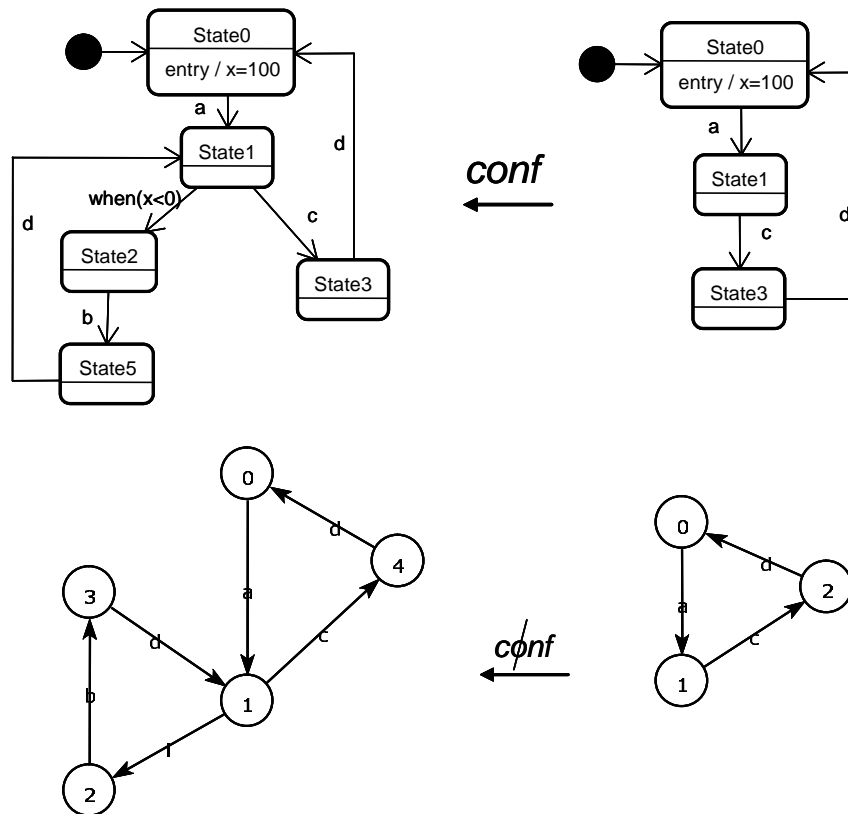 State0
entry / x=100
a
State1
d
when(x<0)
c
d
State2
State3
b
State5
conf
State0
entry / x=100
a
State1
c
d
State3
0
d
4
a
3
d
c
1
b
l
2
conf
0
d
2
a
c
1